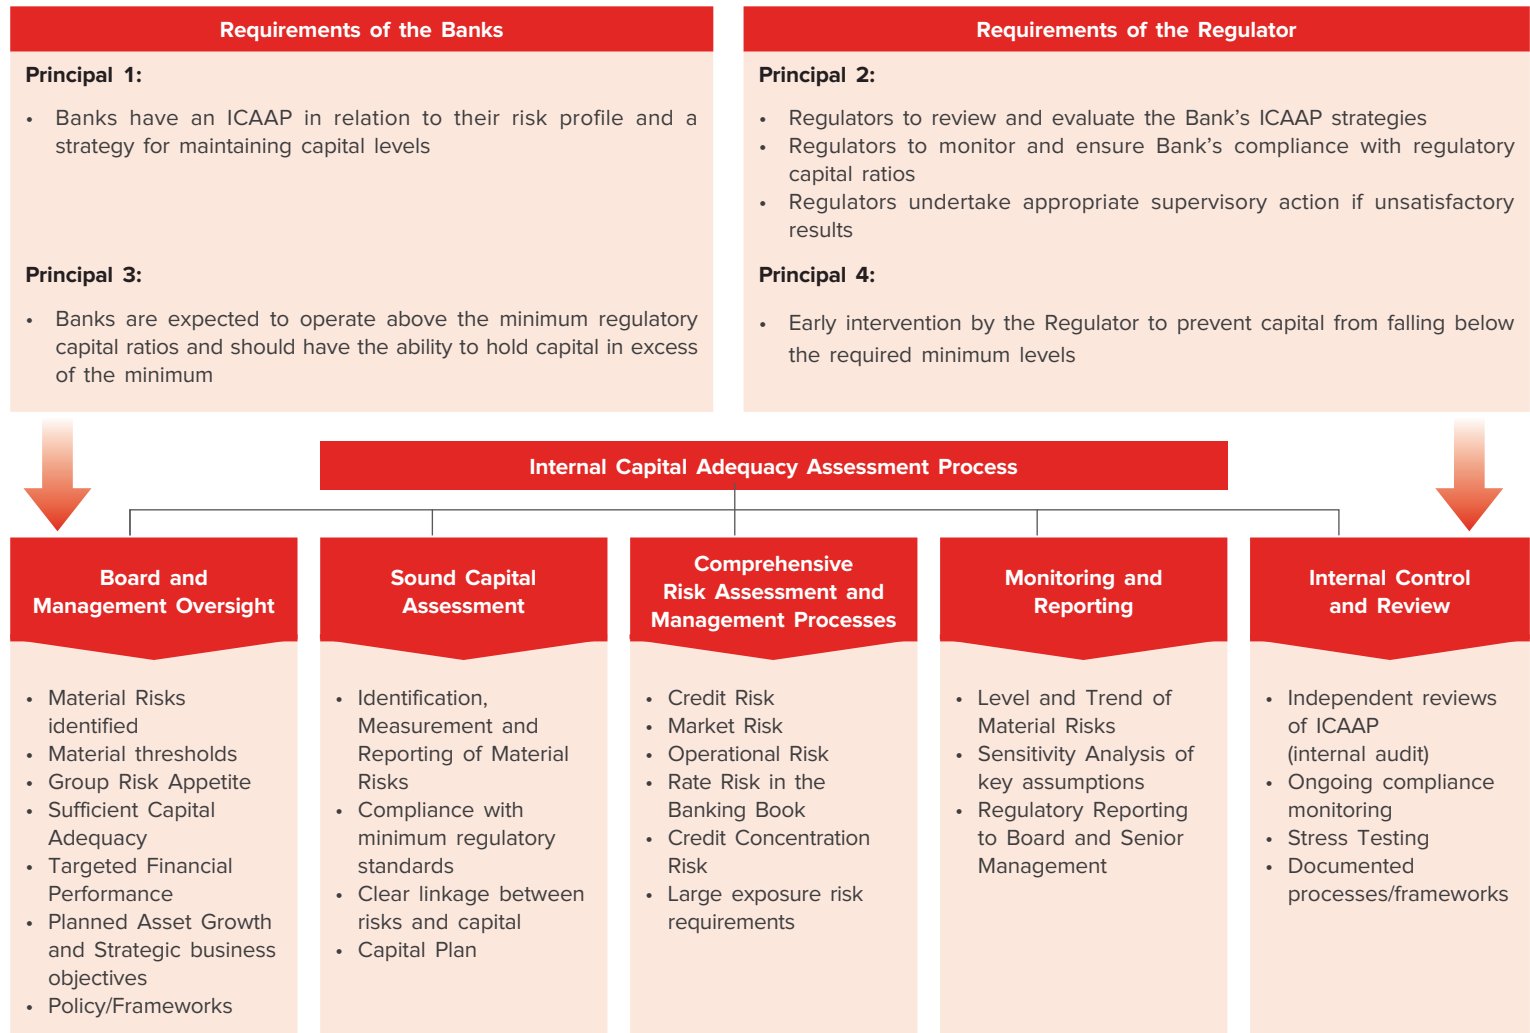 Requirements of the Banks
Principal 1:
• Banks have an ICAAP in relation to their risk profile and a
strategy for maintaining capital levels
Principal 3:
• Banks are expected to operate above the minimum regulatory
capital ratios and should have the ability to hold capital in excess
of the minimum
Requirements of the Regulator
Principal 2:
• Regulators to review and evaluate the Bank's ICAAP strategies
• Regulators to monitor and ensure Bank's compliance with regulatory
capital ratios
• Regulators undertake appropriate supervisory action if unsatisfactory
results
Principal 4:
• Early intervention by the Regulator to prevent capital from falling below
the required minimum levels
Internal Capital Adequacy Assessment Process
Board and
Management Oversight
• Material Risks
identified
• Material thresholds
• Group Risk Appetite
• Sufficient Capital
Adequacy
• Targeted Financial
Performance
• Planned Asset Growth
and Strategic business
objectives
• Policy/Frameworks
Sound Capital
Assessment
• Identification,
Measurement and
Reporting of Material
Risks
• Compliance with
minimum regulatory
standards
• Clear linkage between
risks and capital
• Capital Plan
Comprehensive
Risk Assessment and
Management Processes
• Credit Risk
• Market Risk
• Operational Risk
• Rate Risk in the
Banking Book
• Credit Concentration
Risk
• Large exposure risk
requirements
Monitoring and
Reporting
• Level and Trend of
Material Risks
• Sensitivity Analysis of
key assumptions
• Regulatory Reporting
to Board and Senior
Management
Internal Control
and Review
• Independent reviews
of ICAAP
(internal audit)
• Ongoing compliance
monitoring
• Stress Testing
• Documented
processes/frameworks